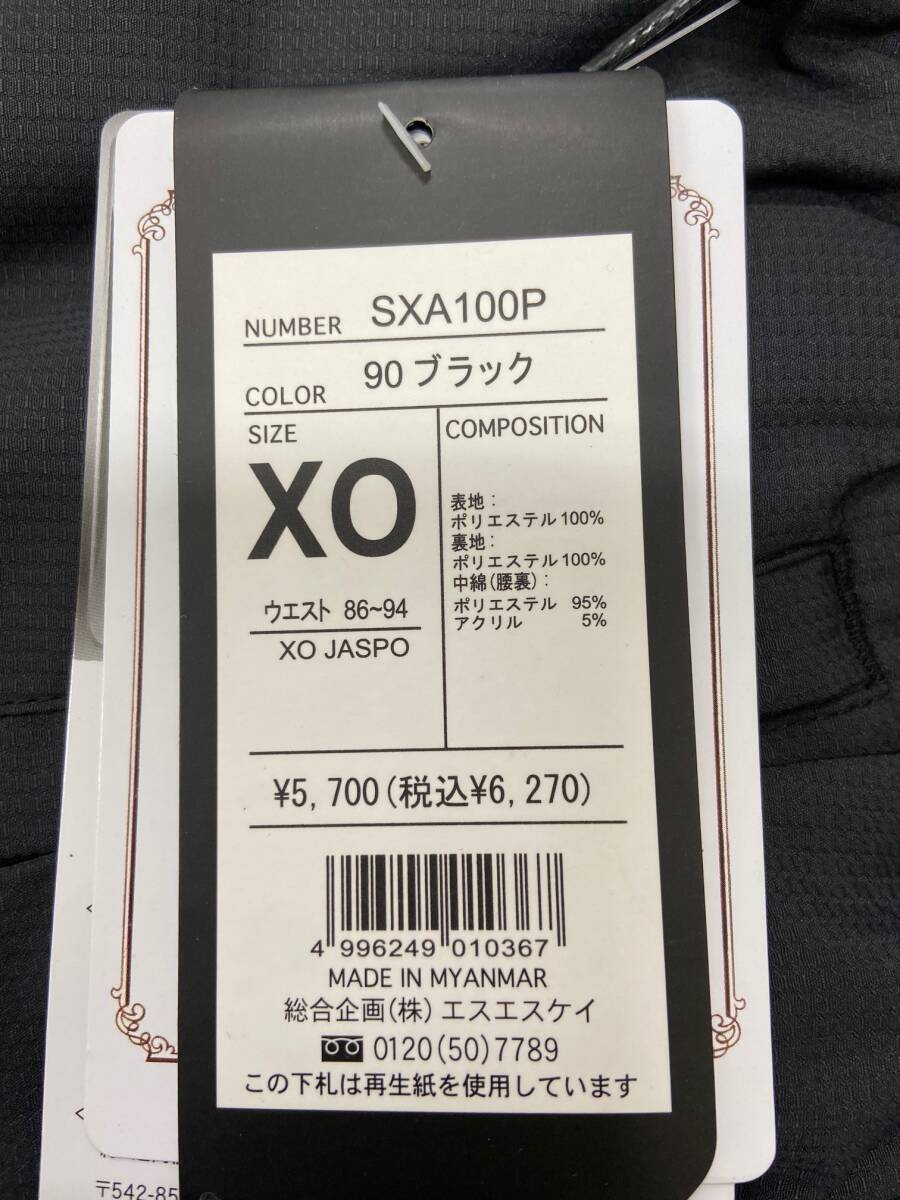 NUMBER SXA100P
COLOR 90 ブラック
SIZE
XO
ウエスト 86~94
XO JASPO
COMPOSITION
表地:
ポリエステル 100%
裏地:
ポリエステル 100%
中綿(腰裏):
ポリエステル 95%
アクリル 5%
¥5,700(税込¥6,270)
4 996249 010367
MADE IN MYANMAR
総合企画(株) エスエスケイ
0120(50)7789
この下札は再生紙を使用しています
〒542-85